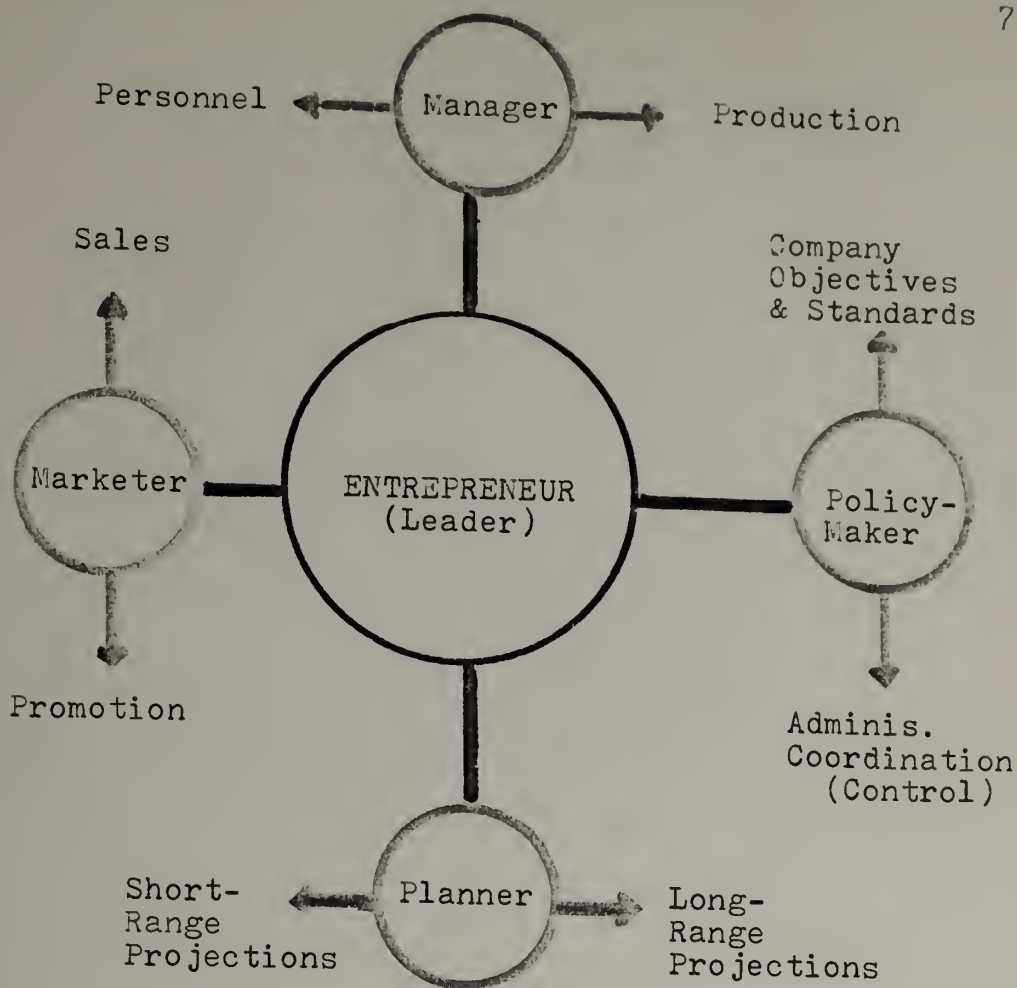 7
Personnel
Manager
Production
Sales
Company
Objectives
& Standards
Marketer
ENTREPRENEUR
(Leader)
Policy-
Maker
Promotion
Adminis.
Coordination
(Control)
Short-
Range
Projections
Planner
Long-
Range
Projections